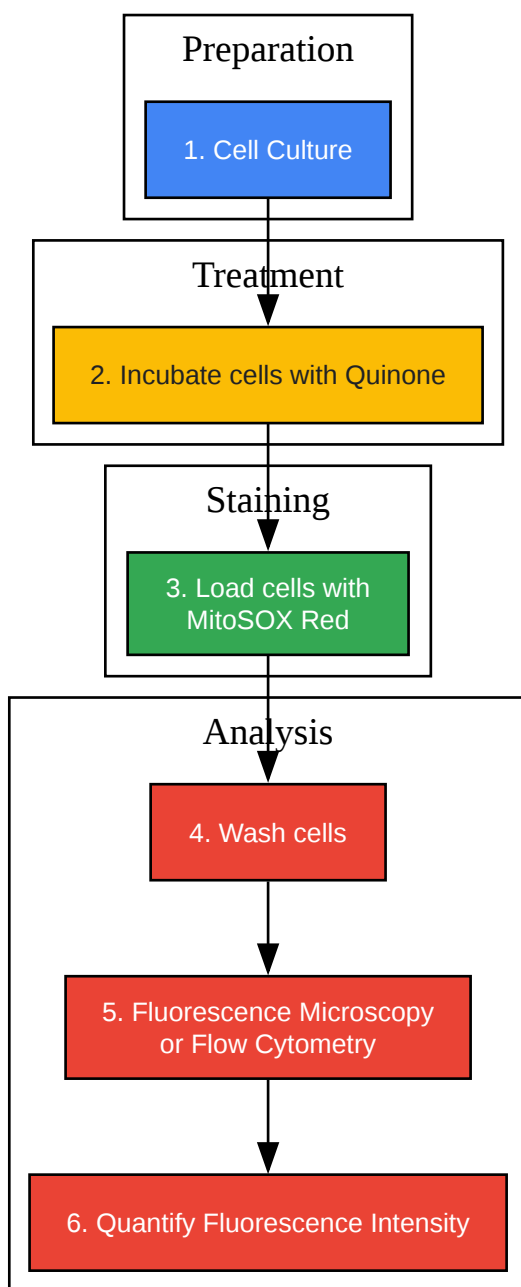 Preparation
1. Cell Culture
Treatment
2. Incubate cells with Quinone
Staining
3. Load cells with
MitoSOX Red
Analysis
4. Wash cells
5. Fluorescence Microscopy
or Flow Cytometry
6. Quantify Fluorescence Intensity